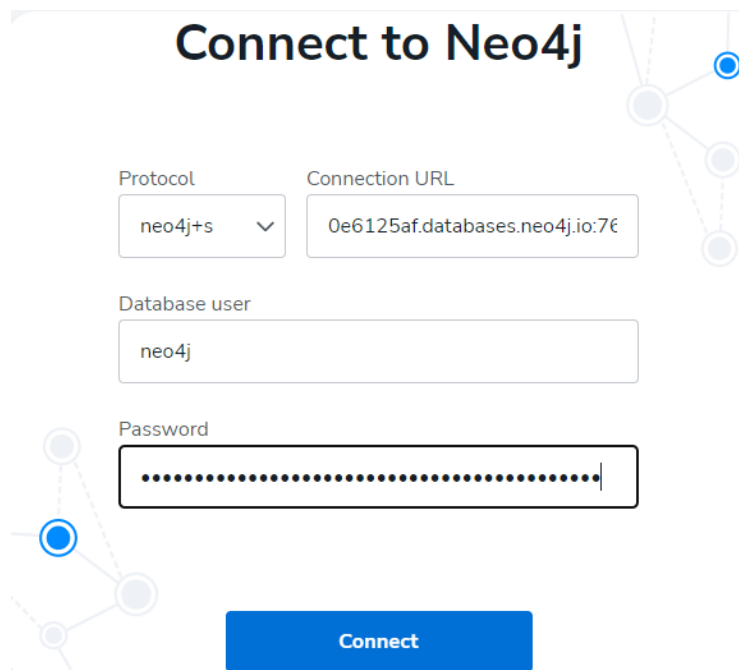 Connect to Neo4j
Protocol Connection URL
neo4j+s 0e6125af.databases.neo4j.io:76
Database user
neo4j
Password
•••••••••••••••••••••••••••••••••••••••••••
Connect